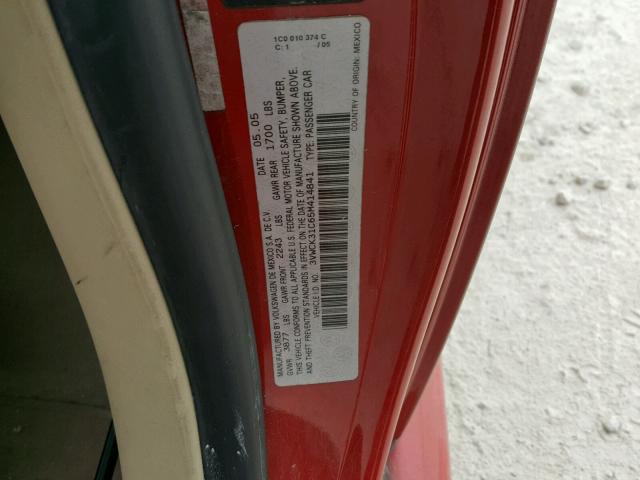 1C0 010 374 C
C: 1 / 05
MANUFACTURED BY VOLKSWAGEN DE MEXICO S.A. DE C.V. DATE 05.05
GVWR 3877 LBS GAWR FRONT 2243 LBS GAWR REAR 1700 LBS
THIS VEHICLE CONFORMS TO ALL APPLICABLE U.S. FEDERAL MOTOR VEHICLE SAFETY, BUMPER,
AND THEFT PREVENTION STANDARDS IN EFFECT ON THE DATE OF MANUFACTURE SHOWN ABOVE.
VEHICLE I.D. NO.: 3VWCK31C65M414841 TYPE: PASSENGER CAR
COUNTRY OF ORIGIN: MEXICO